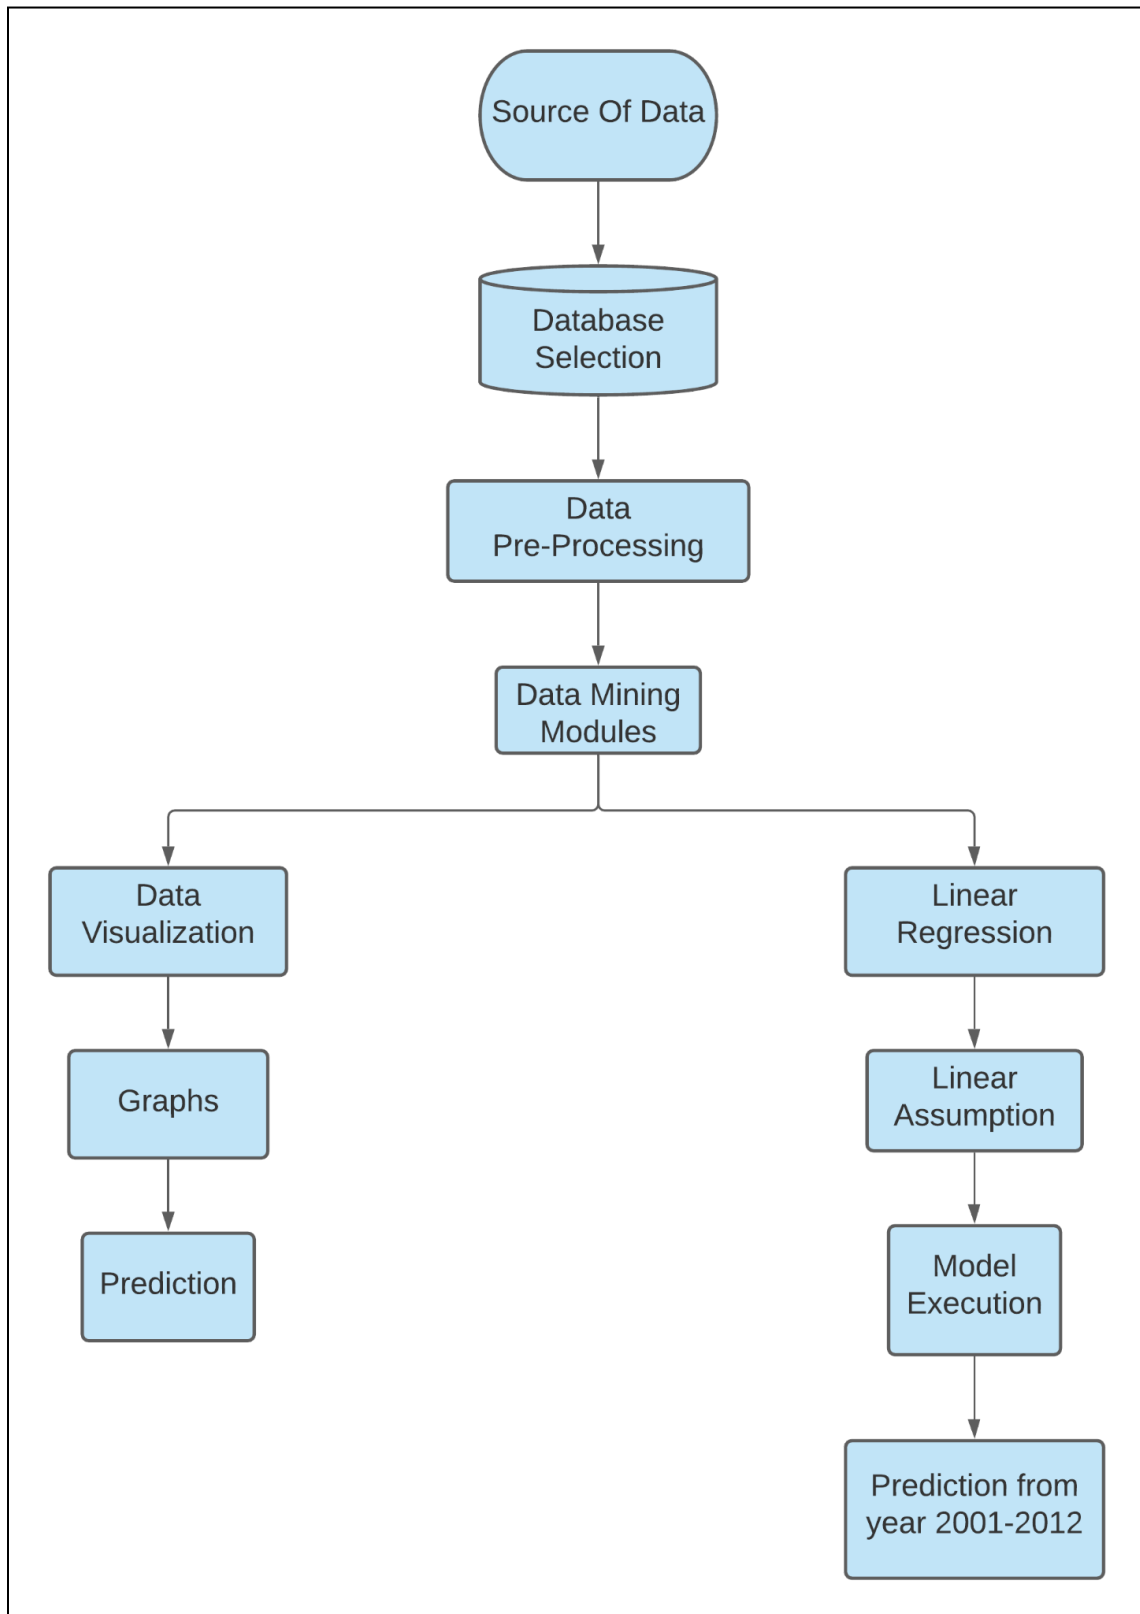 Source Of Data
Database
Selection
Data
Pre-Processing
Data Mining
Modules
Data
Visualization
Linear
Regression
Graphs
Linear
Assumption
Prediction
Model
Execution
Prediction from
year 2001-2012